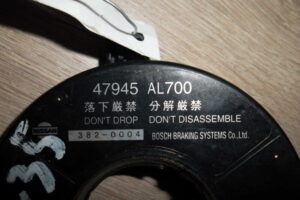 47945 AL700
落下厳禁 分解厳禁
DON'T DROP DON'T DISASSEMBLE
NISSAN 382-0004 BOSCH BRAKING SYSTEMS Co.,Ltd.